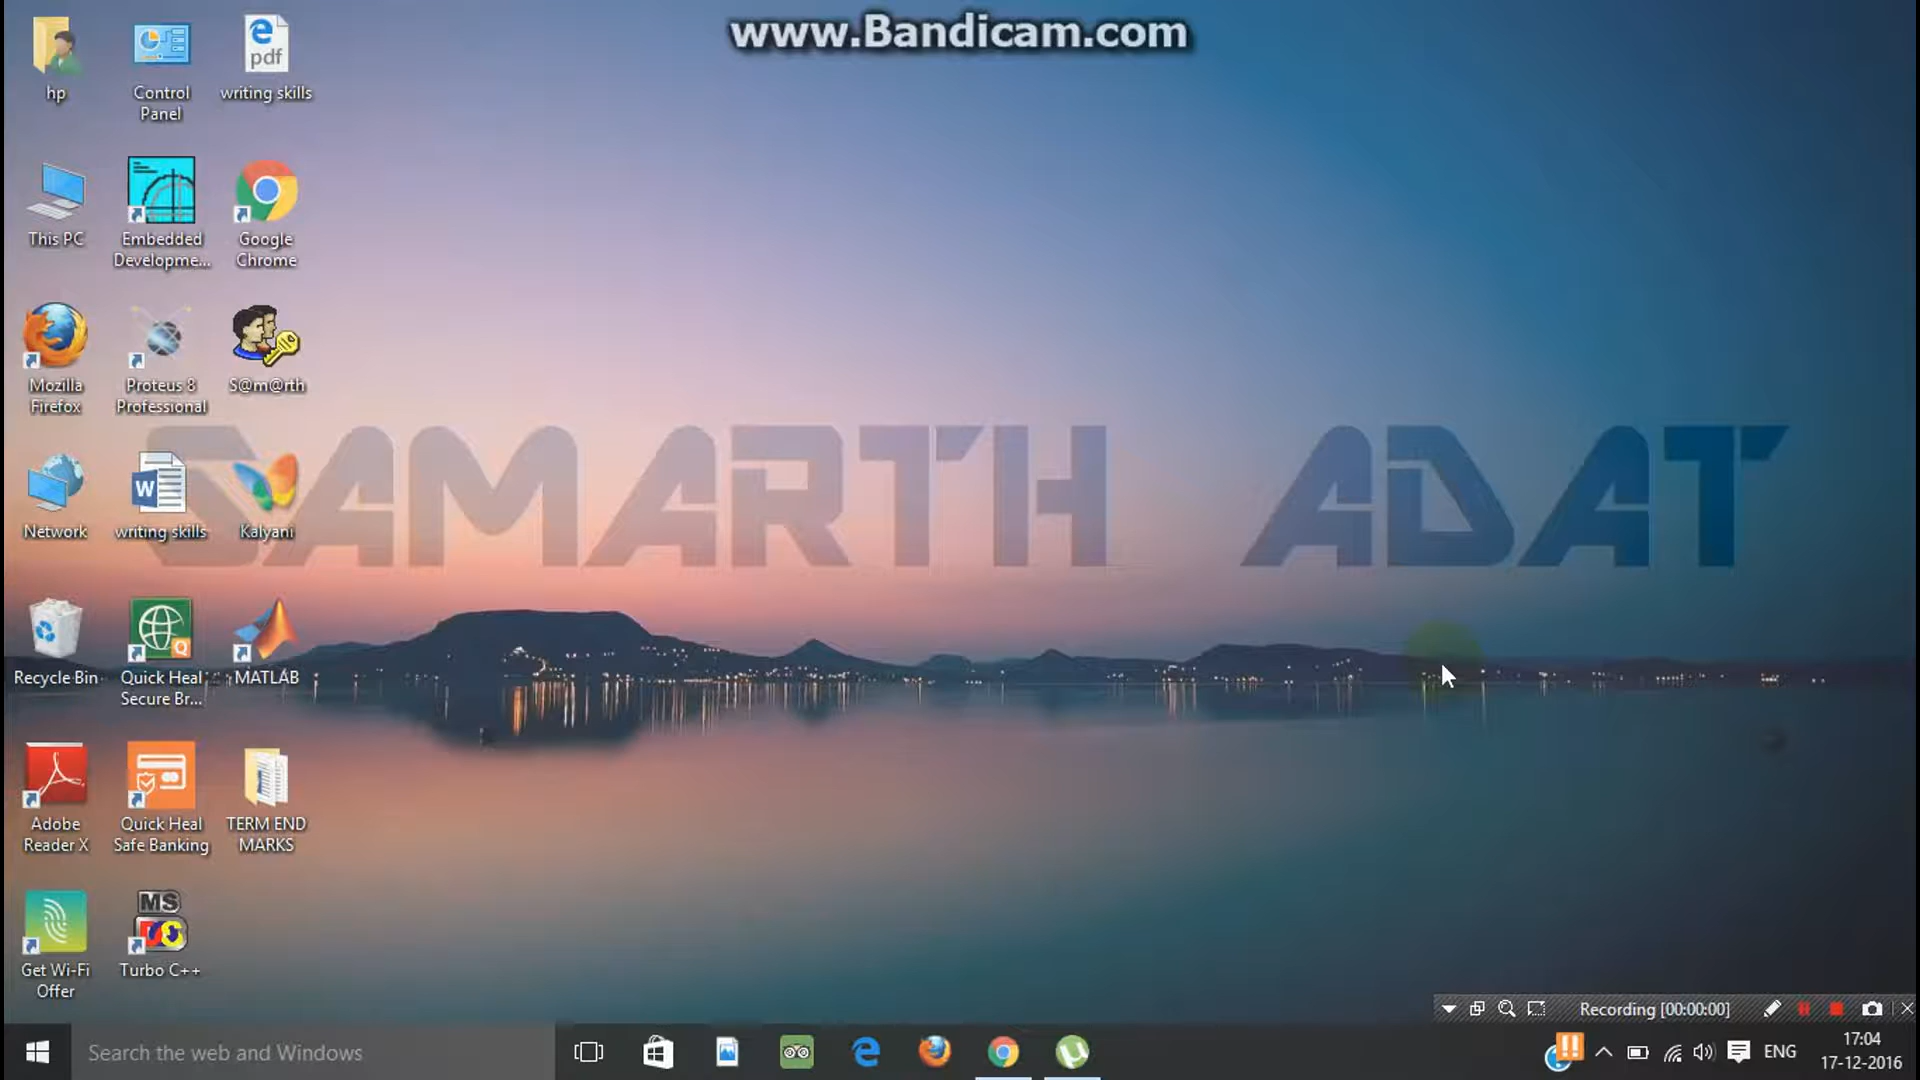 www.Bandicam.com
hp
Control
Panel
pdf
writing skills
This PC
Embedded
Developme...
Google
Chrome
Mozilla
Firefox
Proteus 8
Professional
S@m@rth
SAMARTH ADAT
Network
W
writing skills
Kalyani
Recycle Bin
Quick Heal
Secure Br...
MATLAB
Adobe
Reader X
Quick Heal
Safe Banking
TERM END
MARKS
Get Wi-Fi
Offer
MS
Turbo C++
Recording [00:00:00]
Search the web and Windows
ENG
17:04
17-12-2016